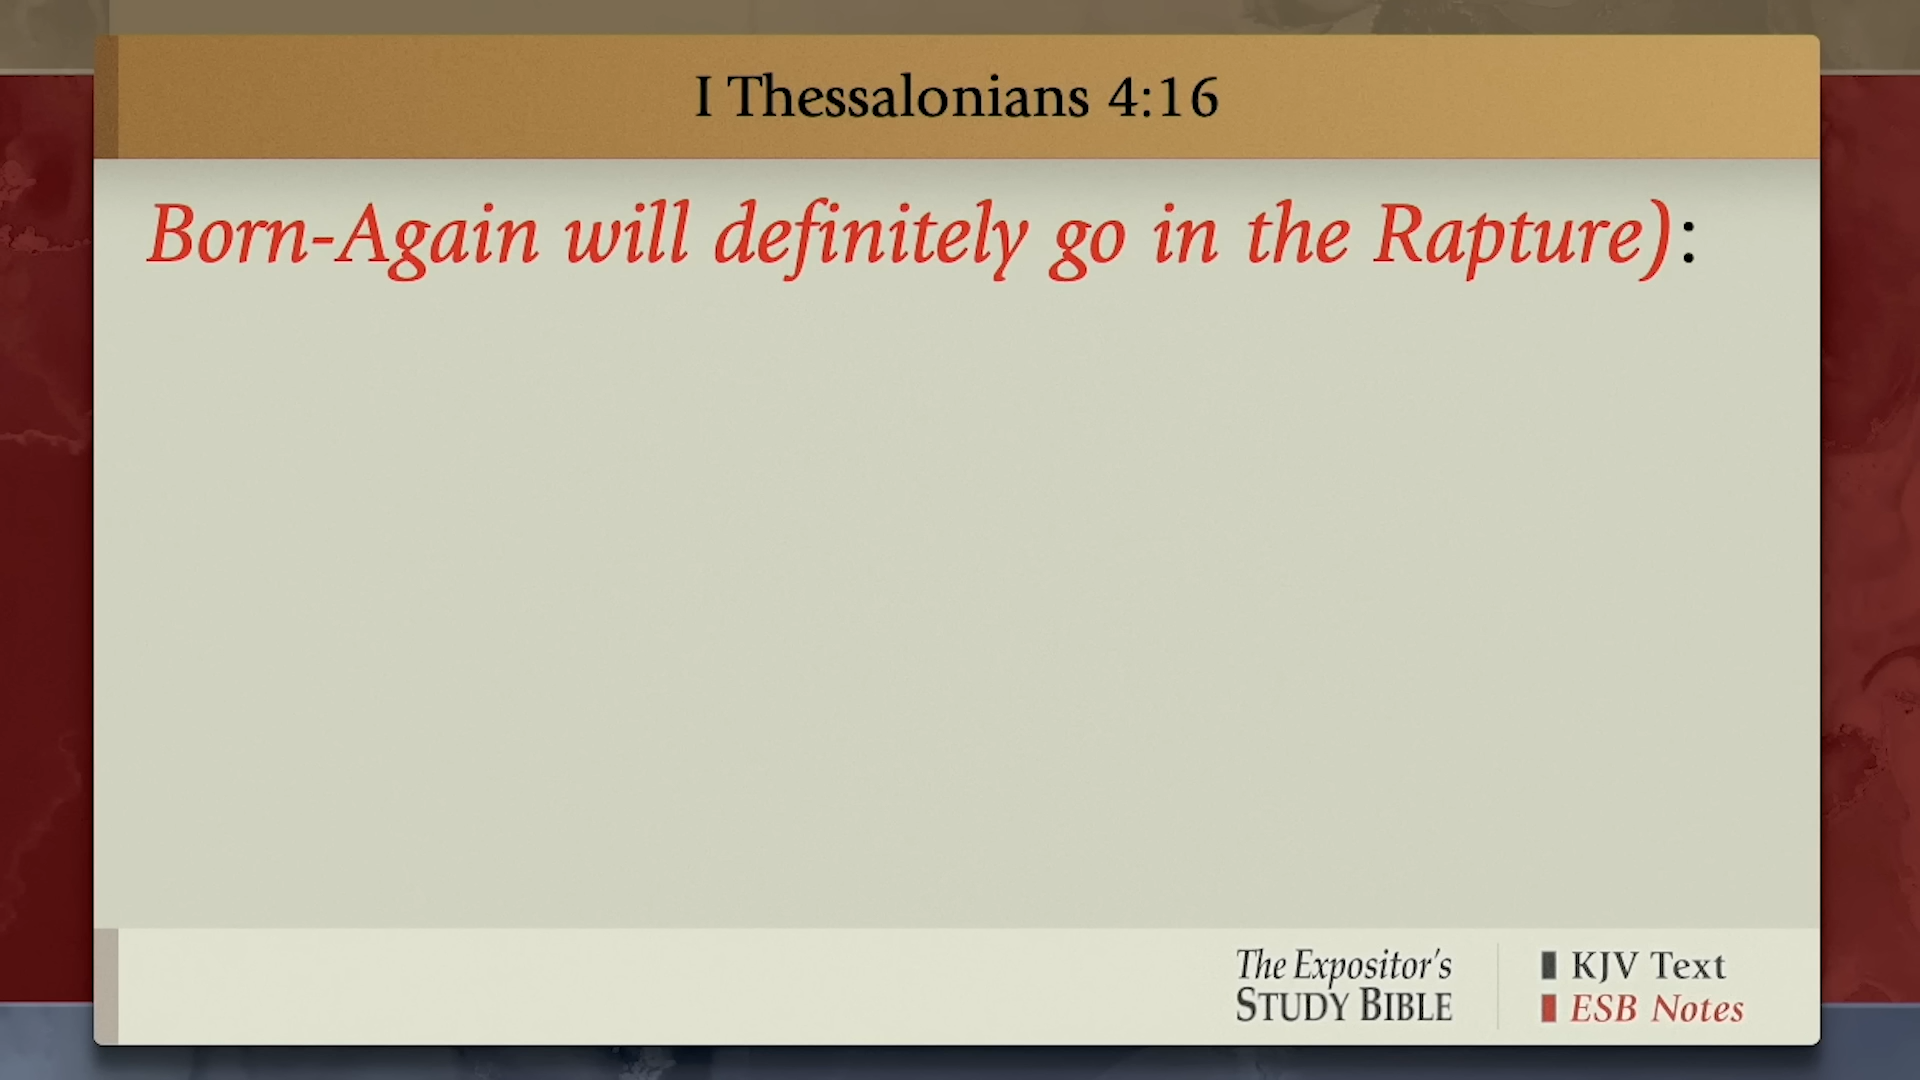 I Thessalonians 4:16
Born-Again will definitely go in the Rapture):
The Expositor's
STUDY BIBLE
KJV Text
ESB Notes